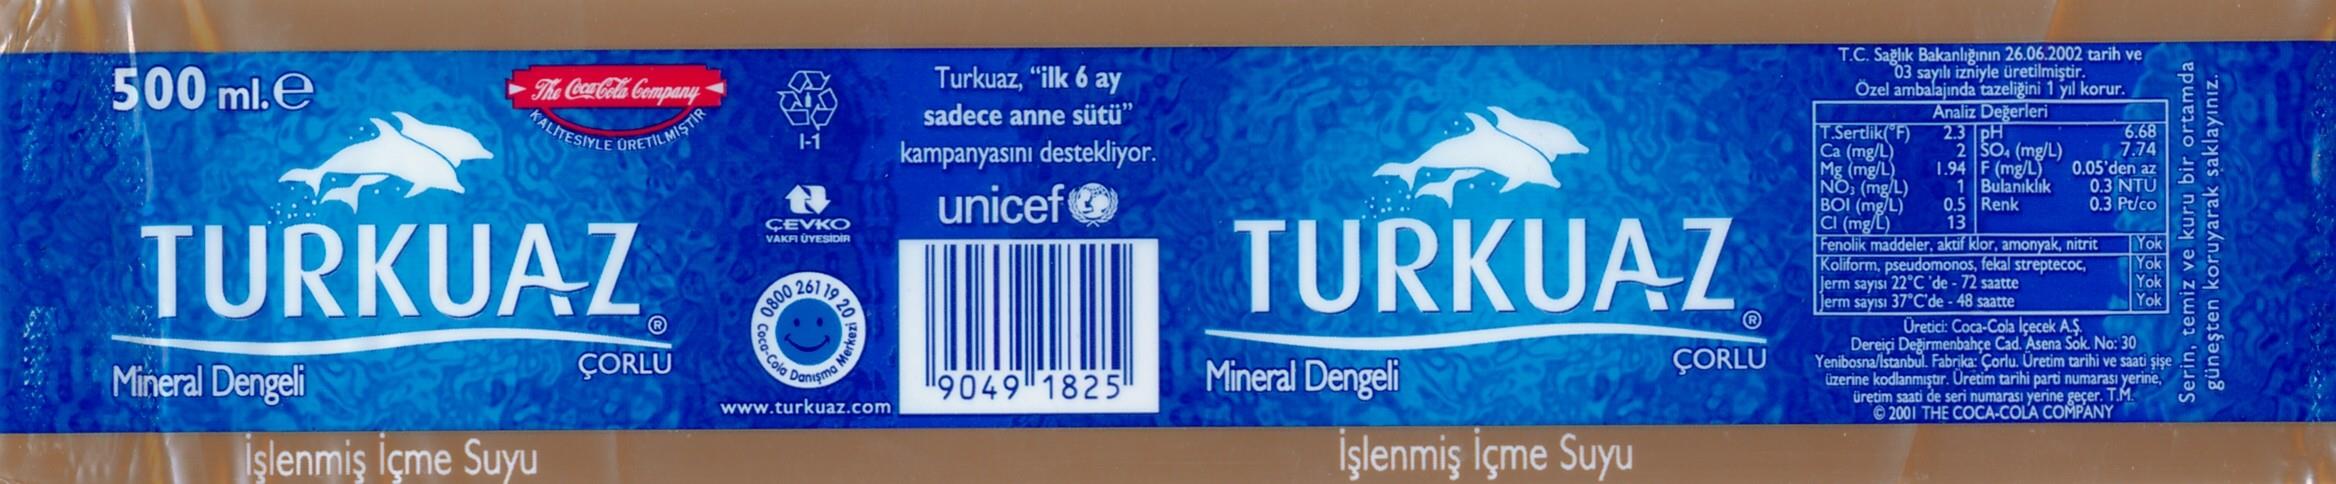 500 ml. e
The Coca-Cola Company
KALİTESİYLE ÜRETİLMİŞTİR
TURKUAZ
®
ÇORLU
Mineral Dengeli
İşlenmiş İçme Suyu
1-1
ÇEVKO
VAKFI ÜYESİDİR
0800 261 19 20
Coca-Cola Danışma Merkezi
www.turkuaz.com
Turkuaz, “ilk 6 ay
sadece anne sütü”
kampanyasını destekliyor.
unicef
9049 1825
TURKUAZ
®
ÇORLU
Mineral Dengeli
İşlenmiş İçme Suyu
T.C. Sağlık Bakanlığının 26.06.2002 tarih ve
03 sayılı izniyle üretilmiştir.
Özel ambalajında tazeliğini 1 yıl korur.
Analiz Değerleri
T.Sertlik(°F) 2.3 pH 6.68
Ca (mg/L) 2 SO₄ (mg/L) 7.74
Mg (mg/L) 1.94 F (mg/L) 0.05'den az
NO₃ (mg/L) 1 Bulanıklık 0.3 NTU
BOI (mg/L) 0.5 Renk 0.3 Pt/co
Cl (mg/L) 13
Fenolik maddeler, aktif klor, amonyak, nitrit Yok
Koliform, pseudomonos, fekal streptecoc, Yok
Jerm sayısı 22°C 'de - 72 saatte Yok
Jerm sayısı 37°C'de - 48 saatte Yok
Üretici: Coca-Cola İçecek A.Ş.
Dereiçi Değirmenbahçe Cad. Asena Sok. No: 30
Yenibosna/İstanbul. Fabrika: Çorlu. Üretim tarihi ve saati şişe
üzerine kodlanmıştır. Üretim tarihi parti numarası yerine,
üretim saati de seri numarası yerine geçer. T.M.
© 2001 THE COCA-COLA COMPANY
Serin, temiz ve kuru bir ortamda
güneşten koruyarak saklayınız.